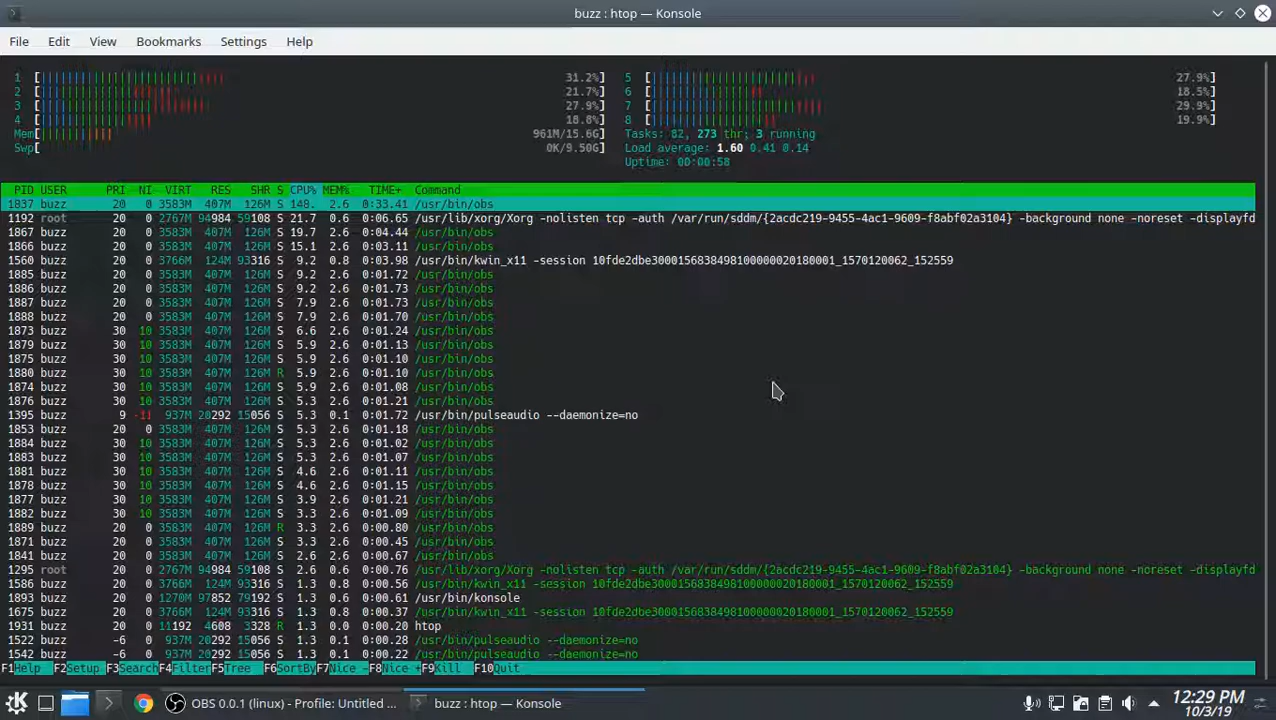 buzz : htop — Konsole
File Edit View Bookmarks Settings Help
1 [ 31.2%] 5 [ 27.9%]
2 [ 21.7%] 6 [ 18.5%]
3 [ 27.9%] 7 [ 29.9%]
4 [ 18.8%] 8 [ 19.9%]
Mem[ 961M/15.6G] Tasks: 82, 273 thr; 3 running
Swp[ 0K/9.50G] Load average: 1.60 0.41 0.14
Uptime: 00:00:58
PID USER PRI NI VIRT RES SHR S CPU% MEM% TIME+ Command
1837 buzz 20 0 3583M 407M 126M S 148. 2.6 0:33.41 /usr/bin/obs
1192 root 20 0 2767M 94984 59108 S 21.7 0.6 0:06.65 /usr/lib/xorg/Xorg -nolisten tcp -auth /var/run/sddm/{2acdc219-9455-4ac1-9609-f8abf02a3104} -background none -noreset -displayfd
1867 buzz 20 0 3583M 407M 126M S 19.7 2.6 0:04.44 /usr/bin/obs
1866 buzz 20 0 3583M 407M 126M S 15.1 2.6 0:03.11 /usr/bin/obs
1560 buzz 20 0 3766M 124M 93316 S 9.2 0.8 0:03.98 /usr/bin/kwin_x11 -session 10fde2dbe3000156838498100000020180001_1570120062_152559
1885 buzz 20 0 3583M 407M 126M S 9.2 2.6 0:01.72 /usr/bin/obs
1886 buzz 20 0 3583M 407M 126M S 9.2 2.6 0:01.73 /usr/bin/obs
1887 buzz 20 0 3583M 407M 126M S 7.9 2.6 0:01.73 /usr/bin/obs
1888 buzz 20 0 3583M 407M 126M S 7.9 2.6 0:01.70 /usr/bin/obs
1873 buzz 30 10 3583M 407M 126M S 6.6 2.6 0:01.24 /usr/bin/obs
1879 buzz 30 10 3583M 407M 126M S 5.9 2.6 0:01.13 /usr/bin/obs
1875 buzz 30 10 3583M 407M 126M S 5.9 2.6 0:01.10 /usr/bin/obs
1880 buzz 30 10 3583M 407M 126M R 5.9 2.6 0:01.10 /usr/bin/obs
1874 buzz 30 10 3583M 407M 126M S 5.9 2.6 0:01.08 /usr/bin/obs
1876 buzz 30 10 3583M 407M 126M S 5.3 2.6 0:01.21 /usr/bin/obs
1395 buzz 9 -11 937M 20292 15056 S 5.3 0.1 0:01.72 /usr/bin/pulseaudio --daemonize=no
1853 buzz 20 0 3583M 407M 126M S 5.3 2.6 0:01.18 /usr/bin/obs
1884 buzz 30 10 3583M 407M 126M S 5.3 2.6 0:01.02 /usr/bin/obs
1883 buzz 30 10 3583M 407M 126M S 5.3 2.6 0:01.07 /usr/bin/obs
1881 buzz 30 10 3583M 407M 126M S 4.6 2.6 0:01.11 /usr/bin/obs
1878 buzz 30 10 3583M 407M 126M S 4.6 2.6 0:01.15 /usr/bin/obs
1877 buzz 30 10 3583M 407M 126M S 3.9 2.6 0:01.21 /usr/bin/obs
1882 buzz 30 10 3583M 407M 126M S 3.3 2.6 0:01.09 /usr/bin/obs
1889 buzz 20 0 3583M 407M 126M R 3.3 2.6 0:00.80 /usr/bin/obs
1871 buzz 20 0 3583M 407M 126M S 3.3 2.6 0:00.45 /usr/bin/obs
1841 buzz 20 0 3583M 407M 126M S 2.6 2.6 0:00.67 /usr/bin/obs
1295 root 20 0 2767M 94984 59108 S 2.6 0.6 0:00.76 /usr/lib/xorg/Xorg -nolisten tcp -auth /var/run/sddm/{2acdc219-9455-4ac1-9609-f8abf02a3104} -background none -noreset -displayfd
1586 buzz 20 0 3766M 124M 93316 S 1.3 0.8 0:00.56 /usr/bin/kwin_x11 -session 10fde2dbe3000156838498100000020180001_1570120062_152559
1893 buzz 20 0 1270M 97852 79192 S 1.3 0.6 0:00.61 /usr/bin/konsole
1675 buzz 20 0 3766M 124M 93316 S 1.3 0.8 0:00.37 /usr/bin/kwin_x11 -session 10fde2dbe3000156838498100000020180001_1570120062_152559
1931 buzz 20 0 11192 4608 3328 R 1.3 0.0 0:00.20 htop
1522 buzz -6 0 937M 20292 15056 S 1.3 0.1 0:00.28 /usr/bin/pulseaudio --daemonize=no
1542 buzz -6 0 937M 20292 15056 S 1.3 0.1 0:00.22 /usr/bin/pulseaudio --daemonize=no
F1Help F2Setup F3Search F4Filter F5Tree F6SortBy F7Nice - F8Nice + F9Kill F10Quit
OBS 0.0.1 (linux) - Profile: Untitled ... buzz : htop — Konsole 12:29 PM
10/3/19